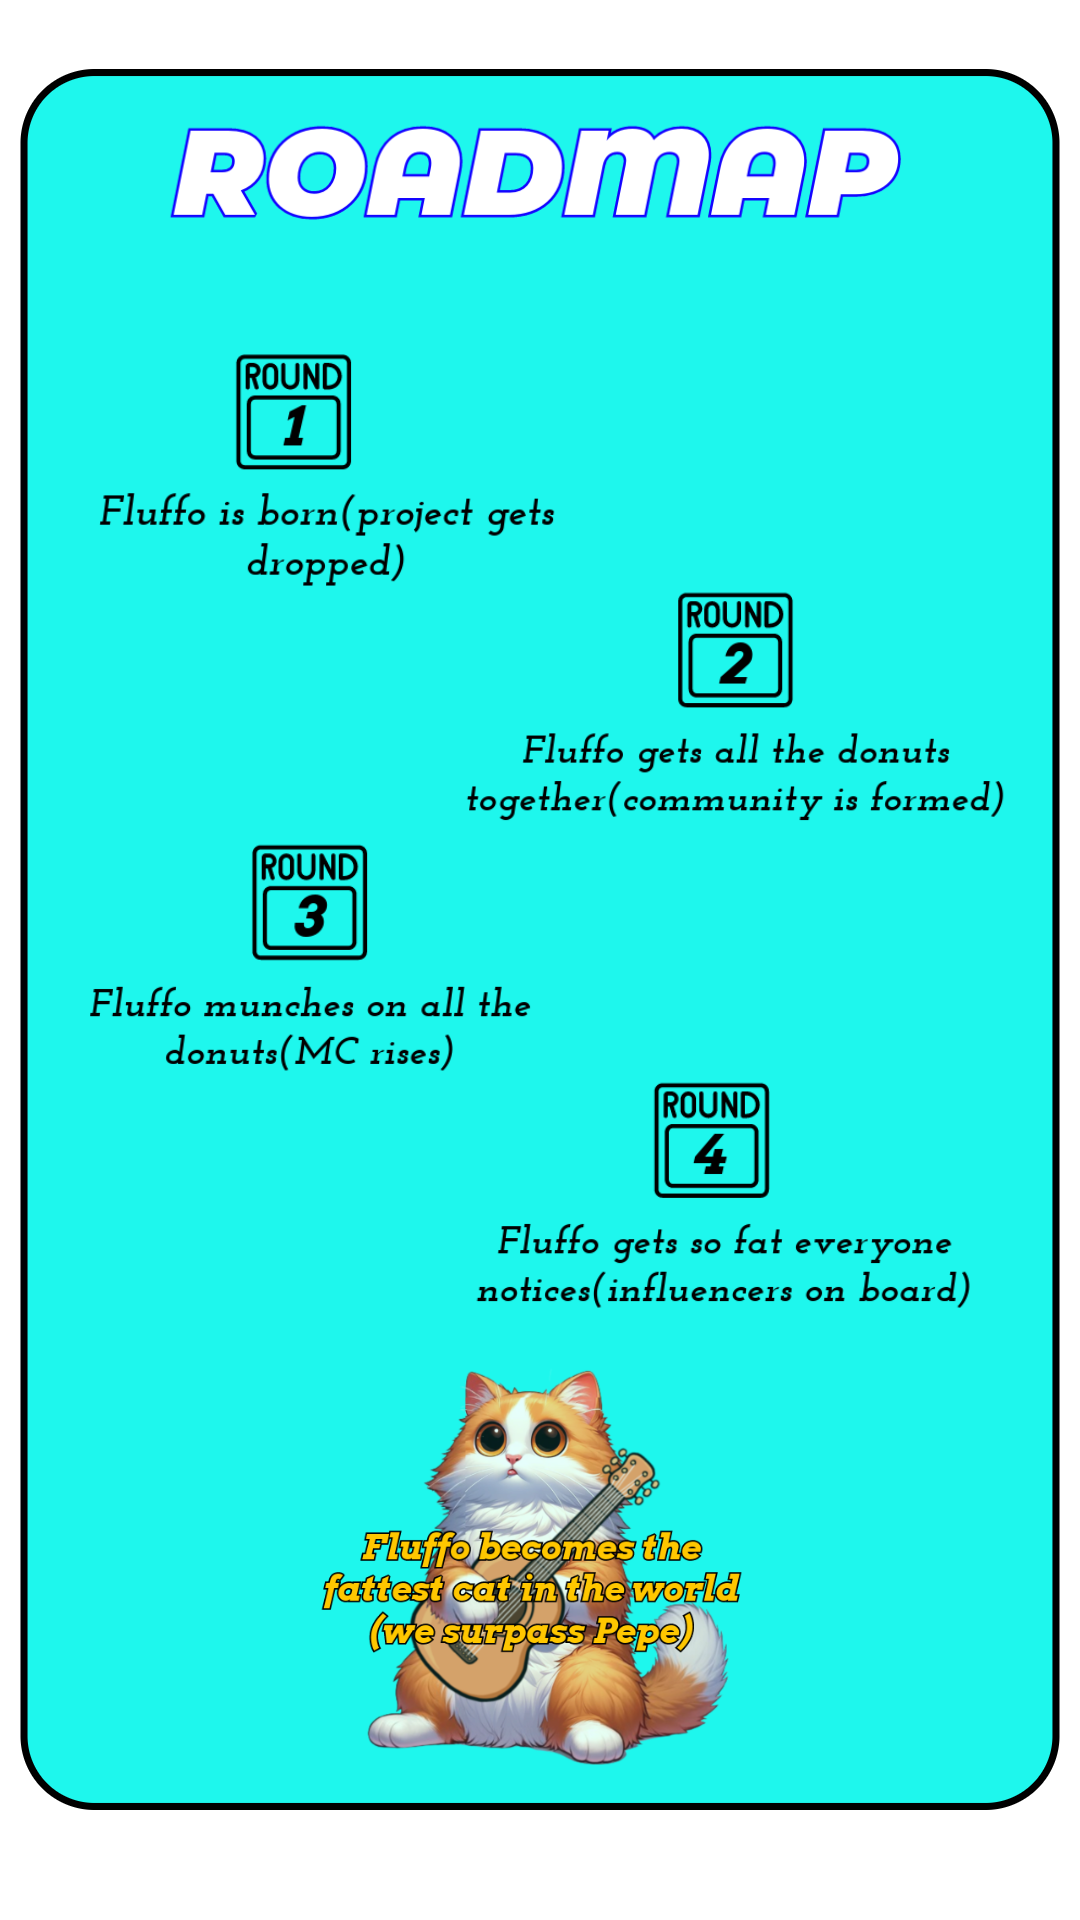 ROADMAP
ROUND
1
Fluffo is born(project gets
dropped)
ROUND
2
Fluffo gets all the donuts
together(community is formed)
ROUND
3
Fluffo munches on all the
donuts(MC rises)
ROUND
4
Fluffo gets so fat everyone
notices(influencers on board)
Fluffo becomes the
fattest cat in the world
(we surpass Pepe)